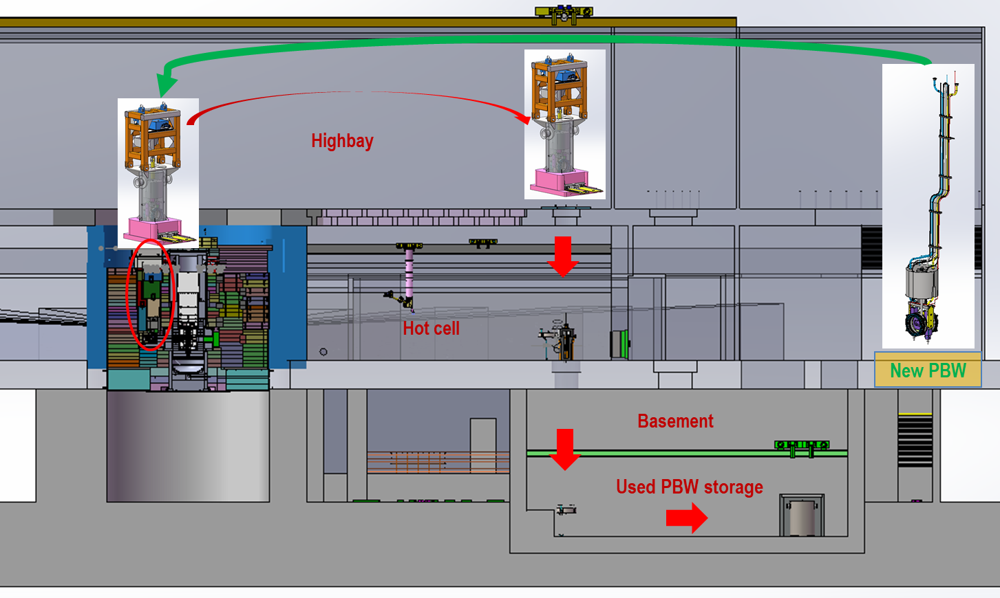 Highbay
Hot cell
New PBW
Basement
Used PBW storage